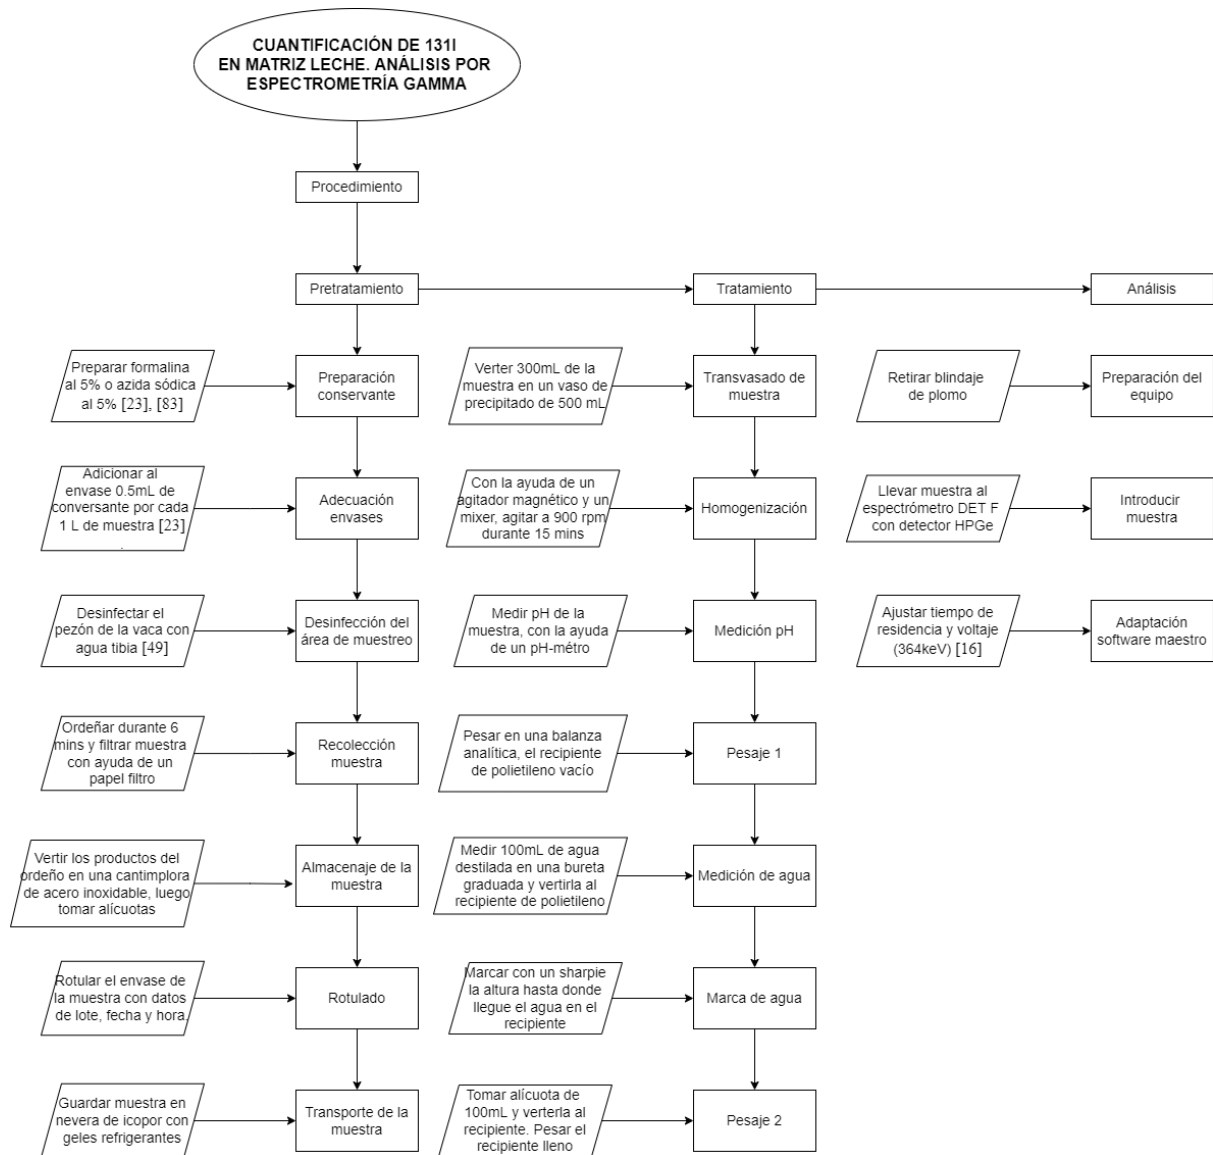 CUANTIFICACIÓN DE 131I
EN MATRIZ LECHE. ANÁLISIS POR
ESPECTROMETRÍA GAMMA
Procedimiento
Pretratamiento
Tratamiento
Análisis
Preparar formalina
al 5% o azida sódica
al 5% [23], [83]
Preparación
conservante
Verter 300mL de la
muestra en un vaso de
precipitado de 500 mL
Transvasado de
muestra
Retirar blindaje
de plomo
Preparación del
equipo
Adicionar al
envase 0.5mL de
conversante por cada
1 L de muestra [23]
.
Adecuación
envases
Con la ayuda de un
agitador magnético y un
mixer, agitar a 900 rpm
durante 15 mins
Homogenización
Llevar muestra al
espectrómetro DET F
con detector HPGe
Introducir
muestra
Desinfectar el
pezón de la vaca con
agua tibia [49]
Desinfección del
área de muestreo
Medir pH de la
muestra, con la ayuda
de un pH-métro
Medición pH
Ajustar tiempo de
residencia y voltaje
(364keV) [16]
Adaptación
software maestro
Ordeñar durante 6
mins y filtrar muestra
con ayuda de un
papel filtro
Recolección
muestra
Pesar en una balanza
analítica, el recipiente
de polietileno vacío
Pesaje 1
Vertir los productos del
ordeño en una cantimplora
de acero inoxidable, luego
tomar alícuotas
Almacenaje de la
muestra
Medir 100mL de agua
destilada en una bureta
graduada y vertirla al
recipiente de polietileno
Medición de agua
Rotular el envase de
la muestra con datos
de lote, fecha y hora.
Rotulado
Marcar con un sharpie
la altura hasta donde
llegue el agua en el
recipiente
Marca de agua
Guardar muestra en
nevera de icopor con
geles refrigerantes
Transporte de la
muestra
Tomar alícuota de
100mL y verterla al
recipiente. Pesar el
recipiente lleno
Pesaje 2